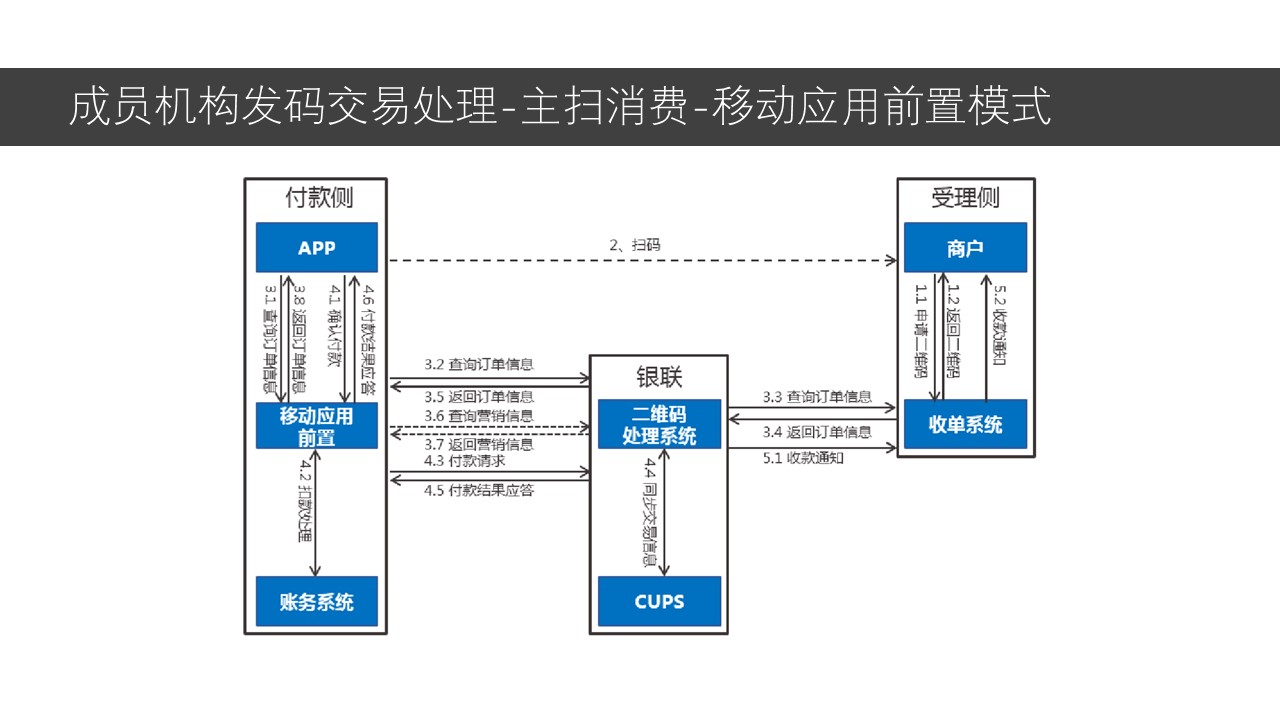 成员机构发码交易处理-主扫消费-移动应用前置模式
付款侧
受理侧
APP
2、扫码
商户
3.1 查询订单信息
3.8 返回订单信息
4.1 确认付款
4.6 付款结果应答
1.1 申请二维码
1.2 返回二维码
5.2 收款通知
3.2 查询订单信息
银联
3.5 返回订单信息
3.3 查询订单信息
移动应用
前置
3.6 查询营销信息
二维码
处理系统
收单系统
3.4 返回订单信息
3.7 返回营销信息
5.1 收款通知
4.3 付款请求
4.5 付款结果应答
4.2 扣款处理
4.4 同步交易信息
账务系统
CUPS